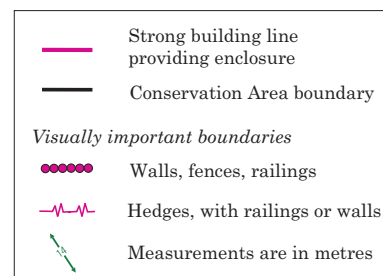 Strong building line
providing enclosure
Conservation Area boundary
Visually important boundaries
Walls, fences, railings
Hedges, with railings or walls
14
Measurements are in metres